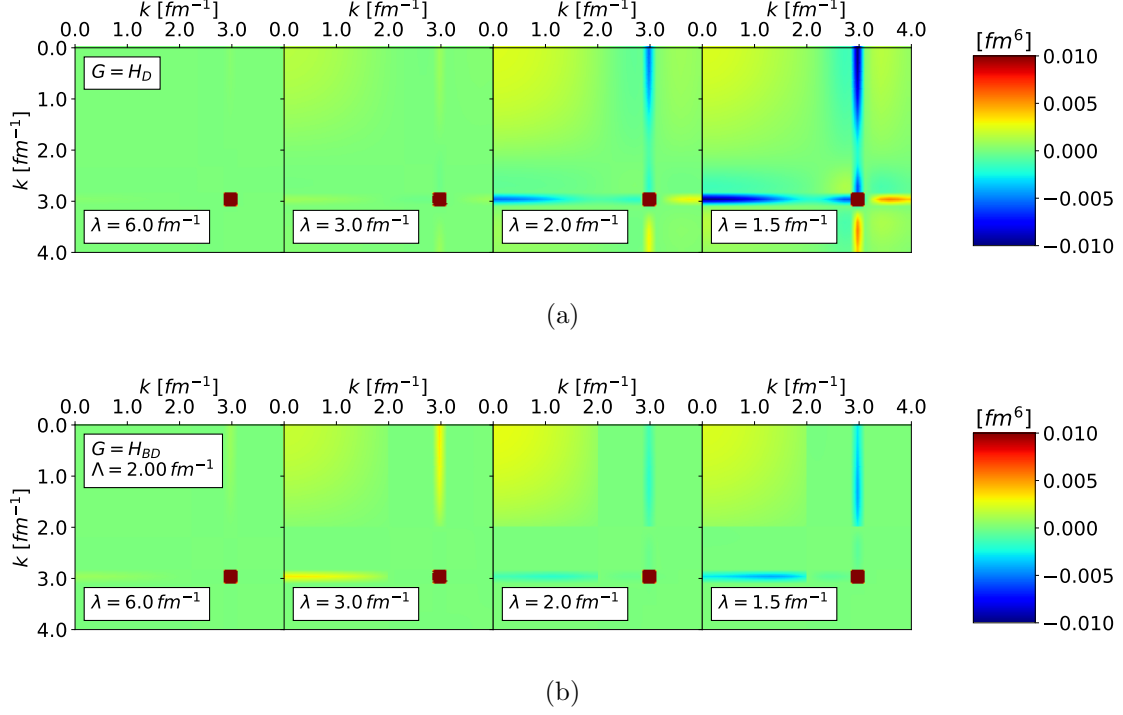 k [fm⁻¹] k [fm⁻¹] k [fm⁻¹] k [fm⁻¹]
0.0 1.0 2.0 3.0 0.0 1.0 2.0 3.0 0.0 1.0 2.0 3.0 0.0 1.0 2.0 3.0 4.0
[fm⁶]
k [fm⁻¹]
0.0
1.0
2.0
3.0
4.0
G = H_D
λ = 6.0 fm⁻¹ λ = 3.0 fm⁻¹ λ = 2.0 fm⁻¹ λ = 1.5 fm⁻¹
0.010
0.005
0.000
−0.005
−0.010
(a)
k [fm⁻¹] k [fm⁻¹] k [fm⁻¹] k [fm⁻¹]
0.0 1.0 2.0 3.0 0.0 1.0 2.0 3.0 0.0 1.0 2.0 3.0 0.0 1.0 2.0 3.0 4.0
[fm⁶]
k [fm⁻¹]
0.0
1.0
2.0
3.0
4.0
G = H_BD
Λ = 2.00 fm⁻¹
λ = 6.0 fm⁻¹ λ = 3.0 fm⁻¹ λ = 2.0 fm⁻¹ λ = 1.5 fm⁻¹
0.010
0.005
0.000
−0.005
−0.010
(b)